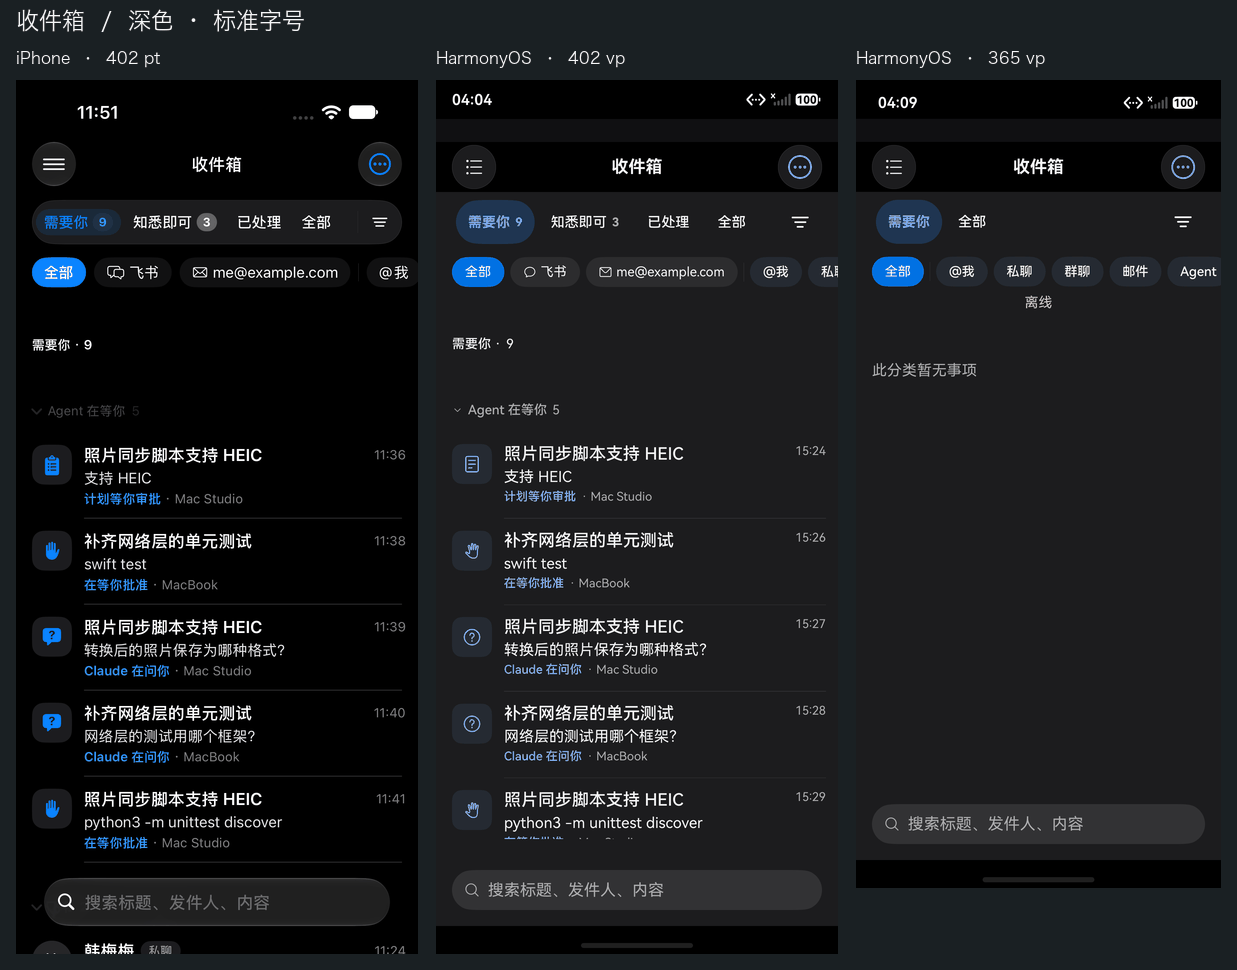 收件箱 / 深色 · 标准字号
iPhone · 402 pt
11:51
收件箱
需要你 9 知悉即可 3 已处理 全部
全部 飞书 me@example.com @我
需要你 · 9
Agent 在等你 5
照片同步脚本支持 HEIC 11:36
支持 HEIC
计划等你审批 · Mac Studio
补齐网络层的单元测试 11:38
swift test
在等你批准 · MacBook
照片同步脚本支持 HEIC 11:39
转换后的照片保存为哪种格式?
Claude 在问你 · Mac Studio
补齐网络层的单元测试 11:40
网络层的测试用哪个框架?
Claude 在问你 · MacBook
照片同步脚本支持 HEIC 11:41
python3 -m unittest discover
在等你批准 · Mac Studio
搜索标题、发件人、内容
韩梅梅 私聊 11:24
HarmonyOS · 402 vp
04:04 100
收件箱
需要你 9 知悉即可 3 已处理 全部
全部 飞书 me@example.com @我 私
需要你 · 9
Agent 在等你 5
照片同步脚本支持 HEIC 15:24
支持 HEIC
计划等你审批 · Mac Studio
补齐网络层的单元测试 15:26
swift test
在等你批准 · MacBook
照片同步脚本支持 HEIC 15:27
转换后的照片保存为哪种格式?
Claude 在问你 · Mac Studio
补齐网络层的单元测试 15:28
网络层的测试用哪个框架?
Claude 在问你 · MacBook
照片同步脚本支持 HEIC 15:29
python3 -m unittest discover
搜索标题、发件人、内容
HarmonyOS · 365 vp
04:09 100
收件箱
需要你 全部
全部 @我 私聊 群聊 邮件 Agent
离线
此分类暂无事项
搜索标题、发件人、内容